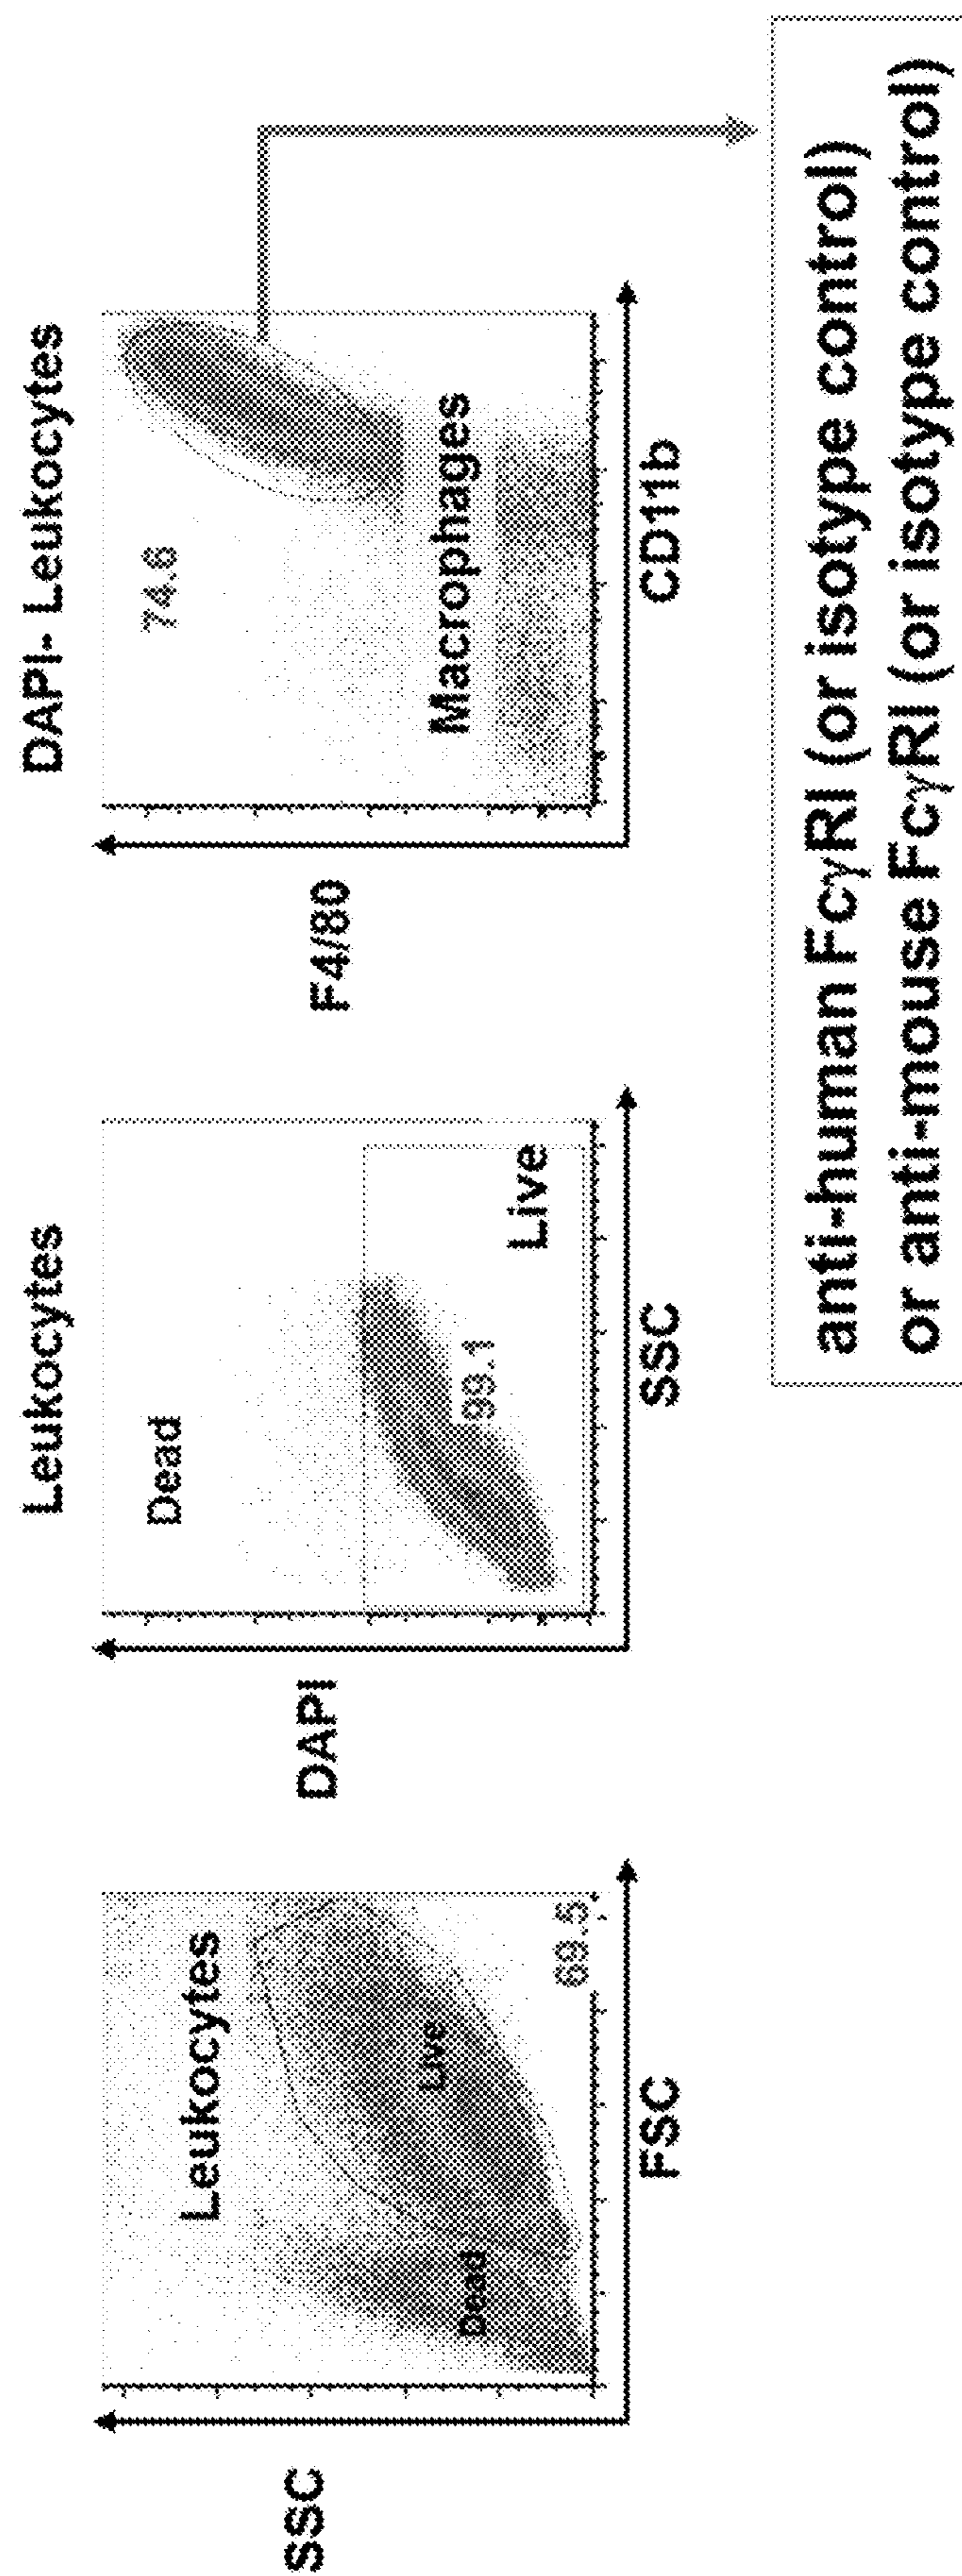 SSC
Leukocytes
Live
Dead
69.5
FSC
Leukocytes
DAPI
Dead
99.1
Live
SSC
DAPI- Leukocytes
F4/80
74.6
Macrophages
CD11b
anti-human FcγRI (or isotype control)
or anti-mouse FcγRI (or isotype control)